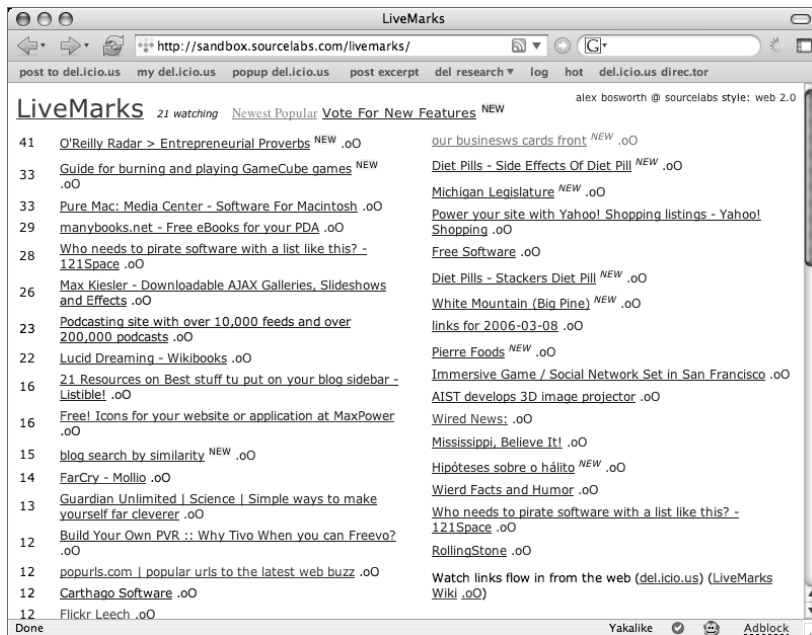 LiveMarks
http://sandbox.sourcelabs.com/livemarks/
G
post to del.icio.us my del.icio.us popup del.icio.us post excerpt del research log hot del.icio.us direc.tor
alex bosworth @ sourcelabs style: web 2.0
LiveMarks 21 watching Newest Popular Vote For New Features NEW
41 O'Reilly Radar > Entrepreneurial Proverbs NEW .oO
33 Guide for burning and playing GameCube games NEW
.oO
33 Pure Mac: Media Center - Software For Macintosh .oO
29 manybooks.net - Free eBooks for your PDA .oO
28 Who needs to pirate software with a list like this? -
121Space .oO
26 Max Kiesler - Downloadable AJAX Galleries, Slideshows
and Effects .oO
23 Podcasting site with over 10,000 feeds and over
200,000 podcasts .oO
22 Lucid Dreaming - Wikibooks .oO
16 21 Resources on Best stuff tu put on your blog sidebar -
Listible! .oO
16 Free! Icons for your website or application at MaxPower
.oO
15 blog search by similarity NEW .oO
14 FarCry - Mollio .oO
13 Guardian Unlimited | Science | Simple ways to make
yourself far cleverer .oO
12 Build Your Own PVR :: Why Tivo When you can Freevo?
.oO
12 popurls.com | popular urls to the latest web buzz .oO
12 Carthago Software .oO
12 Flickr Leech .oO
our businesws cards front NEW .oO
Diet Pills - Side Effects Of Diet Pill NEW .oO
Michigan Legislature NEW .oO
Power your site with Yahoo! Shopping listings - Yahoo!
Shopping .oO
Free Software .oO
Diet Pills - Stackers Diet Pill NEW .oO
White Mountain (Big Pine) NEW .oO
links for 2006-03-08 .oO
Pierre Foods NEW .oO
Immersive Game / Social Network Set in San Francisco .oO
AIST develops 3D image projector .oO
Wired News: .oO
Mississippi, Believe It! .oO
Hipóteses sobre o hálito NEW .oO
Wierd Facts and Humor .oO
Who needs to pirate software with a list like this? -
121Space .oO
RollingStone .oO
Watch links flow in from the web (del.icio.us) (LiveMarks
Wiki .oO)
Done Yakalike Adblock